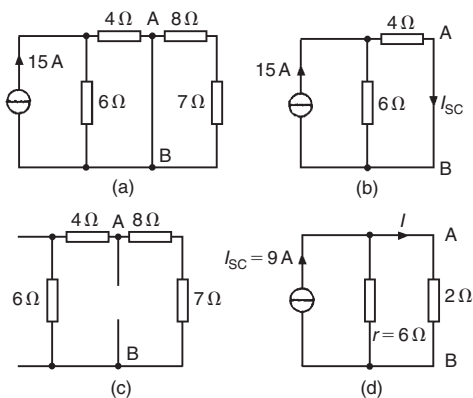 4 Ω A 8 Ω
15 A
6 Ω
7 Ω
B
(a)
4 Ω
A
15 A
6 Ω
I_SC
B
(b)
4 Ω A 8 Ω
6 Ω
7 Ω
B
(c)
I
A
I_SC = 9 A
2 Ω
r = 6 Ω
B
(d)